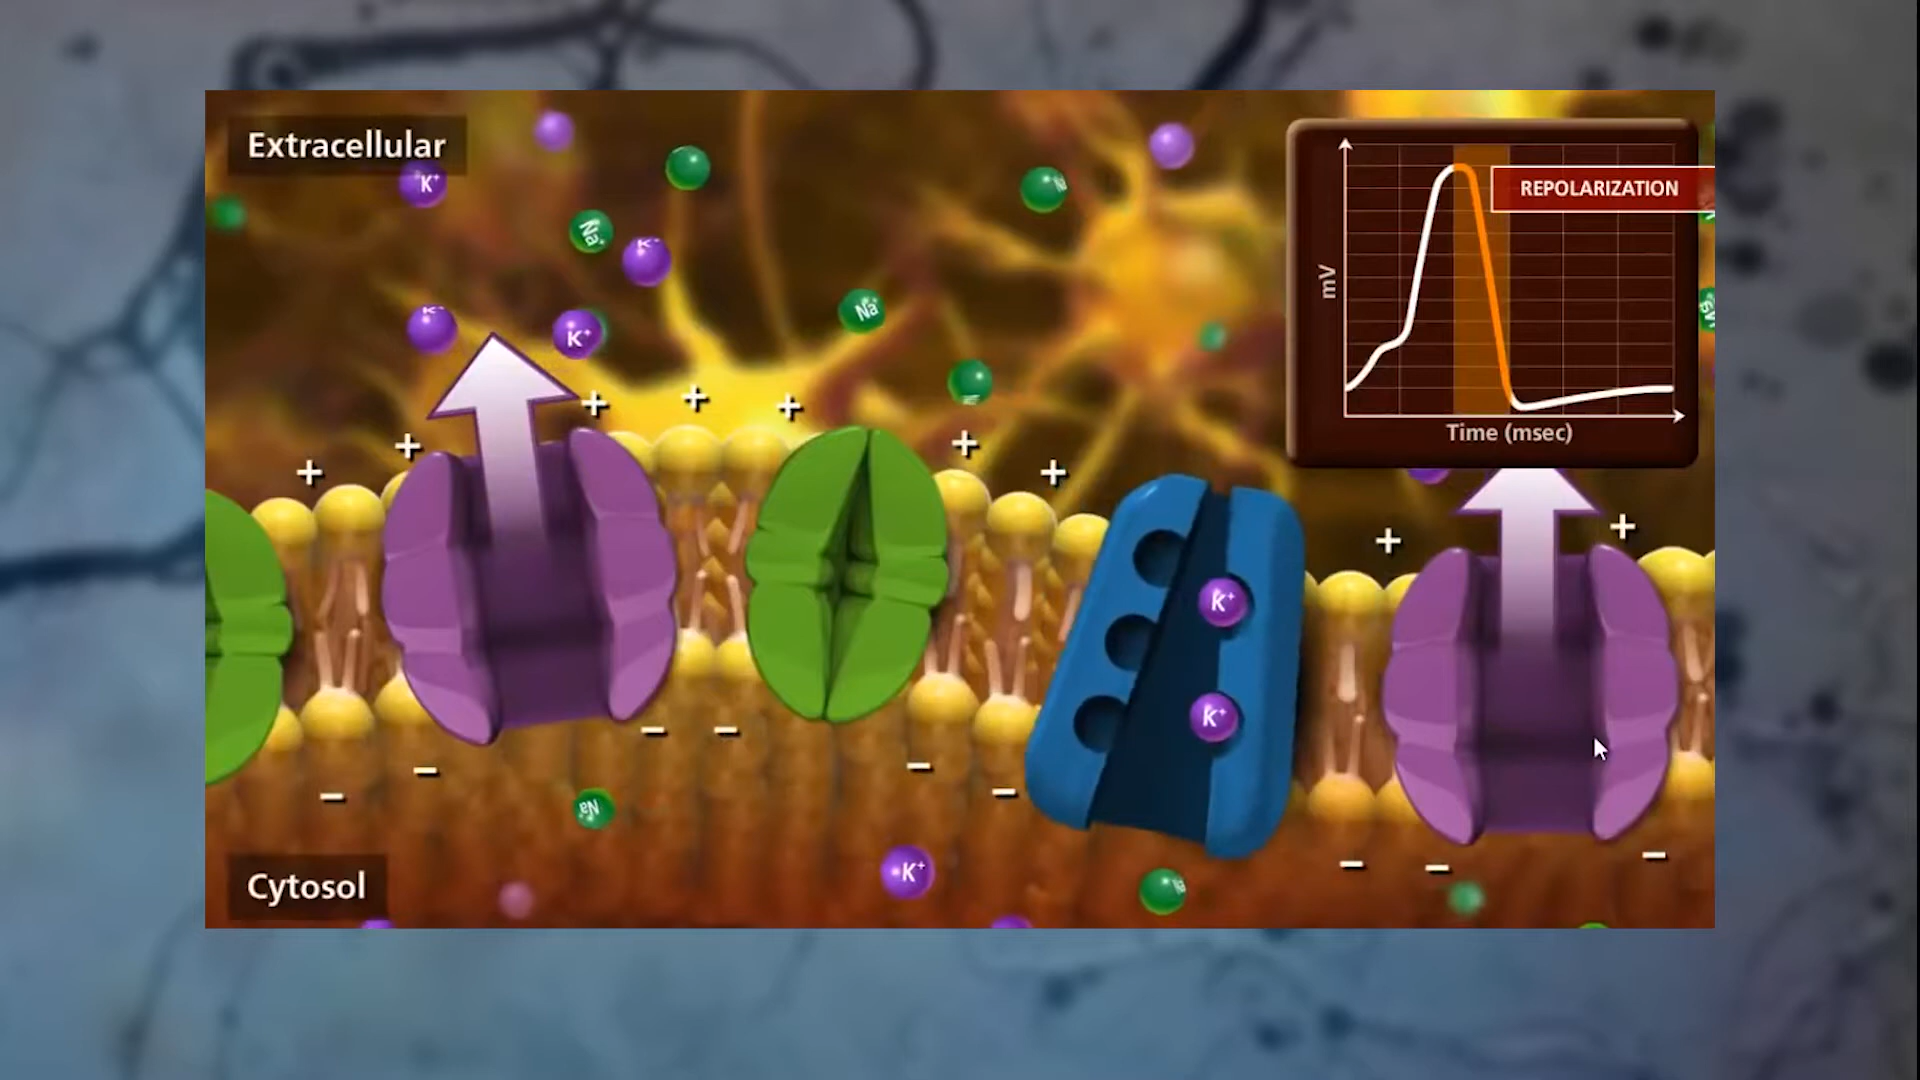 Extracellular
K+
Na+
K+
Na+
K+
REPOLARIZATION
mV
Time (msec)
K+
K+
Na
K+
Cytosol